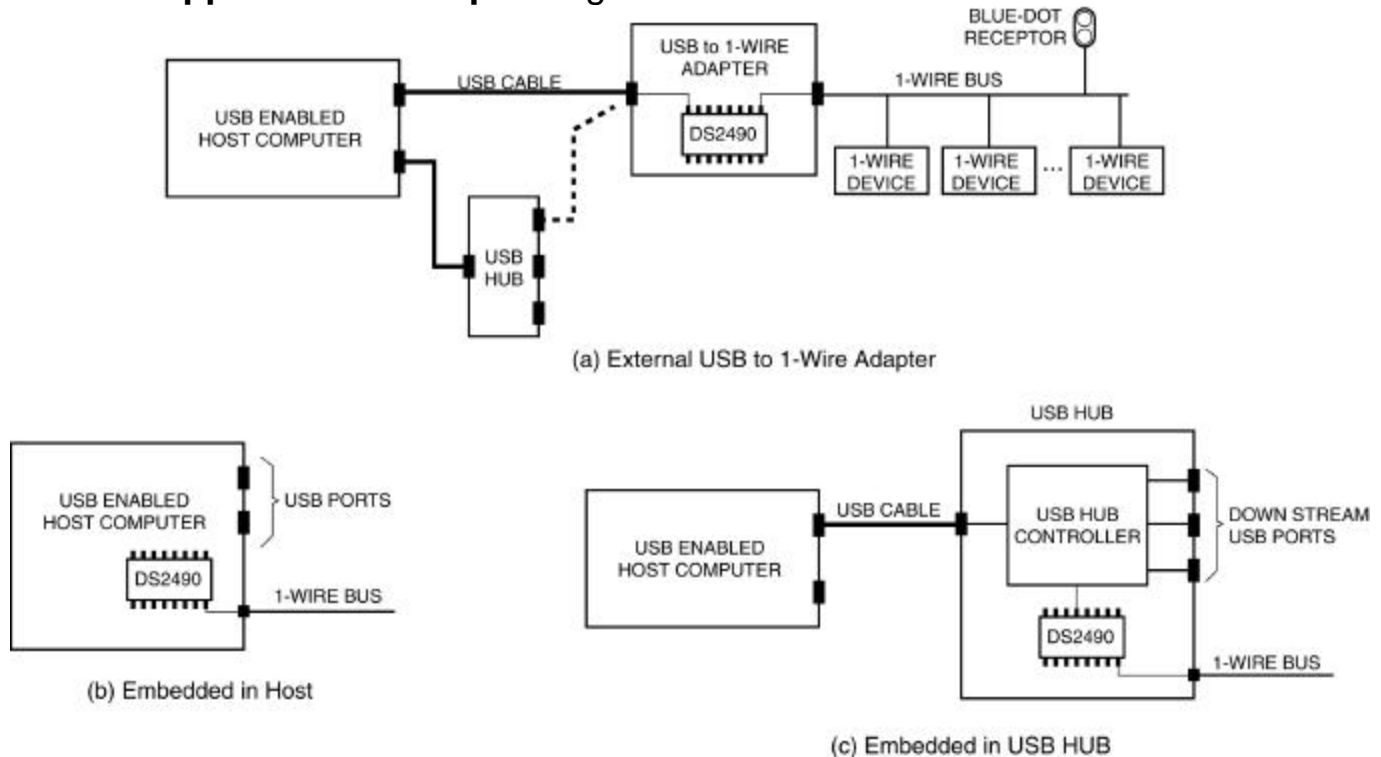 BLUE-DOT
RECEPTOR
USB to 1-WIRE
ADAPTER
USB CABLE
1-WIRE BUS
USB ENABLED
HOST COMPUTER
DS2490
1-WIRE
DEVICE
1-WIRE
DEVICE
...
1-WIRE
DEVICE
USB
HUB
(a) External USB to 1-Wire Adapter
USB ENABLED
HOST COMPUTER
USB PORTS
DS2490
1-WIRE BUS
(b) Embedded in Host
USB HUB
USB CABLE
USB ENABLED
HOST COMPUTER
USB HUB
CONTROLLER
DOWN STREAM
USB PORTS
DS2490
1-WIRE BUS
(c) Embedded in USB HUB